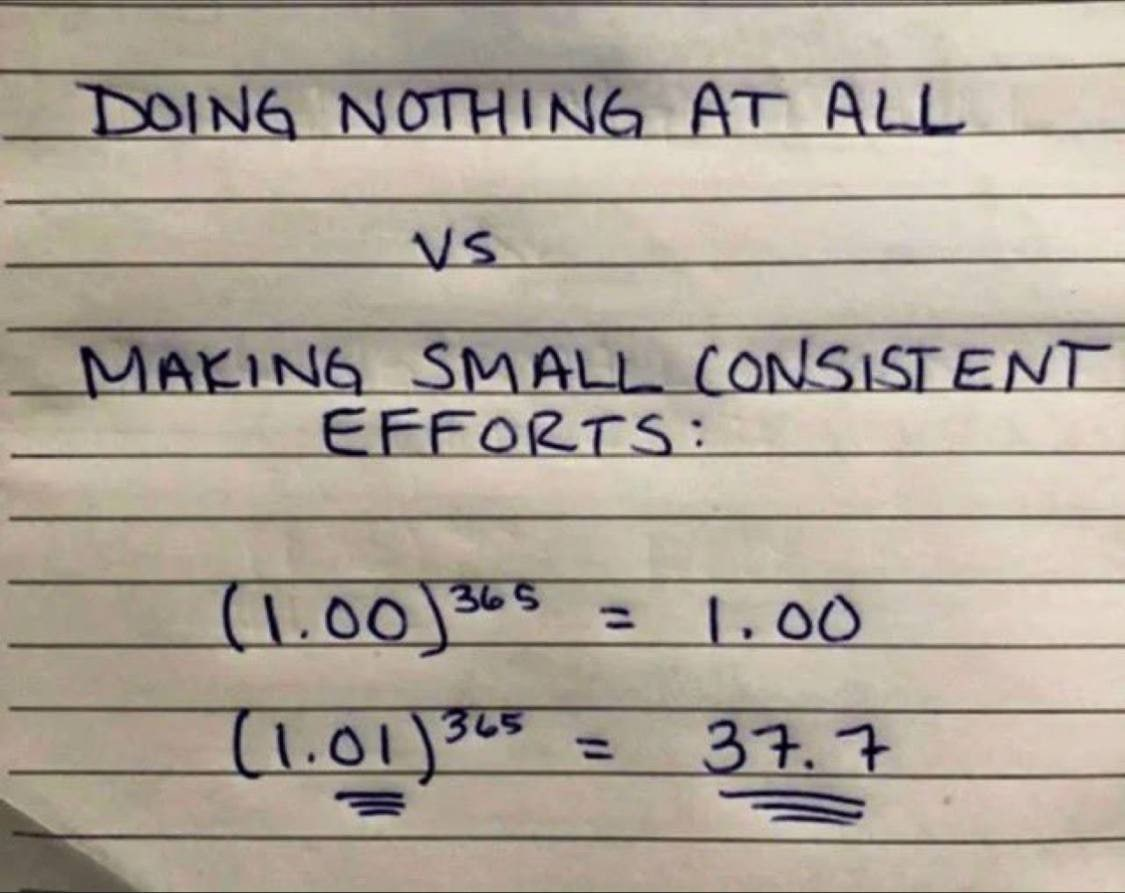 DOING NOTHING AT ALL
VS
MAKING SMALL CONSISTENT
EFFORTS:
(1.00)³⁶⁵ = 1.00
(1.01)³⁶⁵ = 37.7